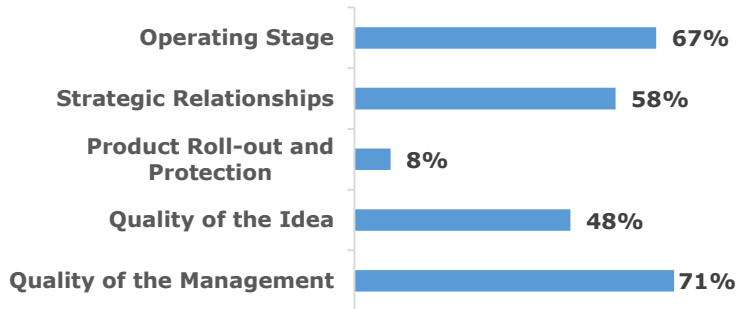 Operating Stage 67%
Strategic Relationships 58%
Product Roll-out and
Protection 8%
Quality of the Idea 48%
Quality of the Management 71%